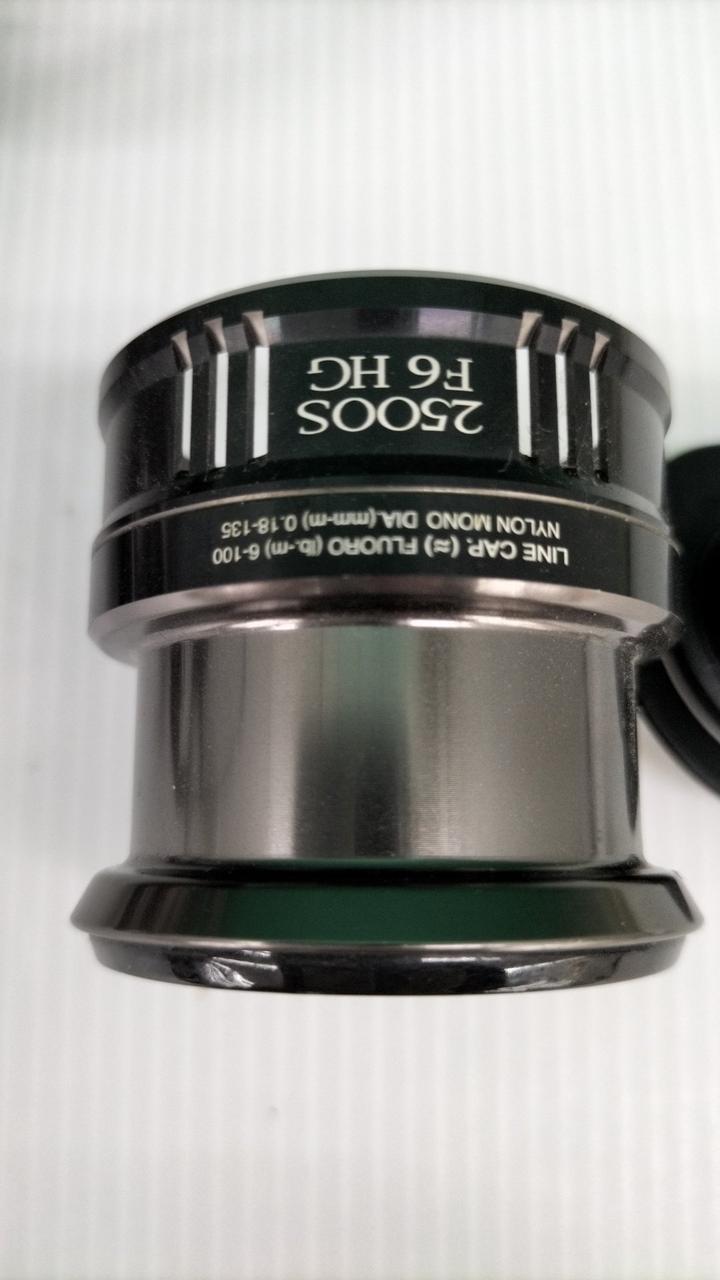 2500S
F6 HG
LINE CAP. (≈) FLUORO (lb.-m) 6-100
NYLON MONO DIA.(mm-m) 0.18-135